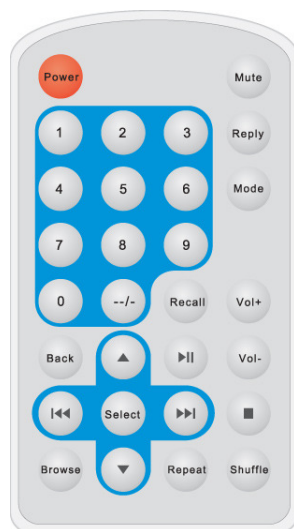 Power Mute
1 2 3 Reply
4 5 6 Mode
7 8 9
0 --/- Recall Vol+
Back Vol-
Select
Browse Repeat Shuffle